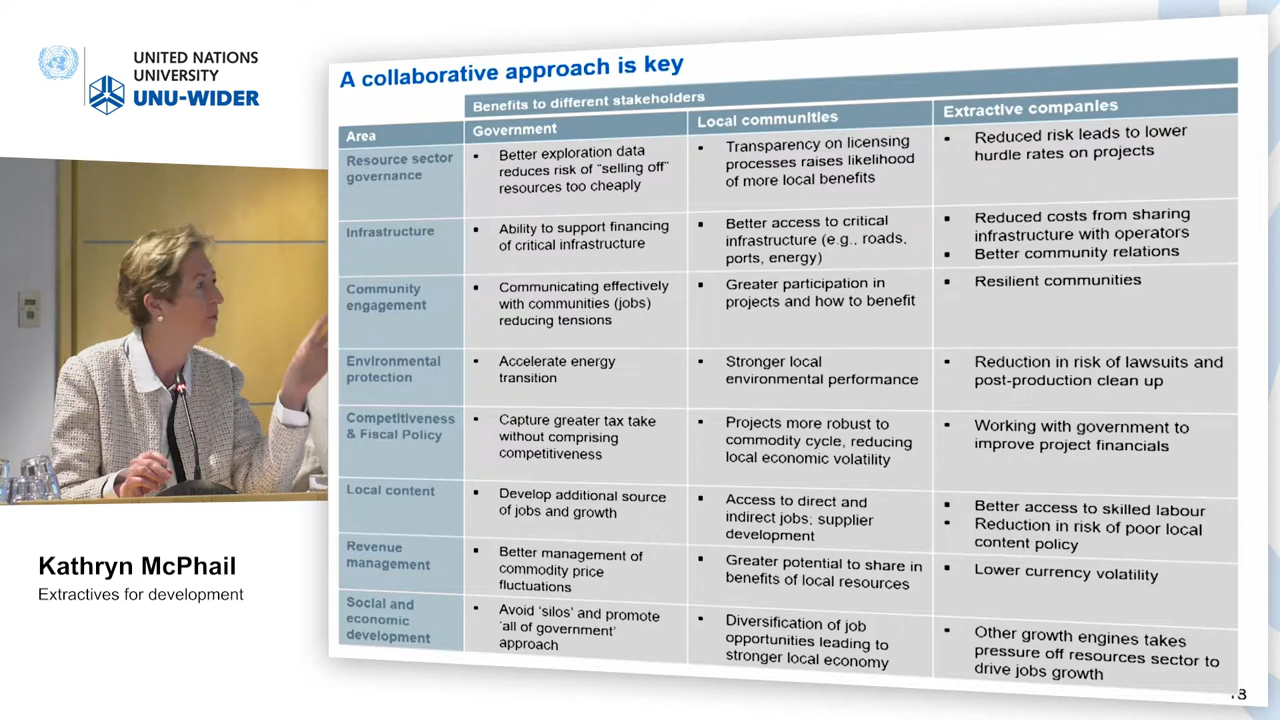 UNITED NATIONS
UNIVERSITY
UNU-WIDER
Kathryn McPhail
Extractives for development
A collaborative approach is key
Benefits to different stakeholders
Area
Government
Local communities
Extractive companies
Resource sector
governance
▪ Better exploration data
reduces risk of “selling off”
resources too cheaply
▪ Transparency on licensing
processes raises likelihood
of more local benefits
▪ Reduced risk leads to lower
hurdle rates on projects
Infrastructure
▪ Ability to support financing
of critical infrastructure
▪ Better access to critical
infrastructure (e.g., roads,
ports, energy)
▪ Reduced costs from sharing
infrastructure with operators
▪ Better community relations
Community
engagement
▪ Communicating effectively
with communities (jobs)
reducing tensions
▪ Greater participation in
projects and how to benefit
▪ Resilient communities
Environmental
protection
▪ Accelerate energy
transition
▪ Stronger local
environmental performance
▪ Reduction in risk of lawsuits and
post-production clean up
Competitiveness
& Fiscal Policy
▪ Capture greater tax take
without comprising
competitiveness
▪ Projects more robust to
commodity cycle, reducing
local economic volatility
▪ Working with government to
improve project financials
Local content
▪ Develop additional source
of jobs and growth
▪ Access to direct and
indirect jobs; supplier
development
▪ Better access to skilled labour
▪ Reduction in risk of poor local
content policy
Revenue
management
▪ Better management of
commodity price
fluctuations
▪ Greater potential to share in
benefits of local resources
▪ Lower currency volatility
Social and
economic
development
▪ Avoid ‘silos’ and promote
‘all of government’
approach
▪ Diversification of job
opportunities leading to
stronger local economy
▪ Other growth engines takes
pressure off resources sector to
drive jobs growth